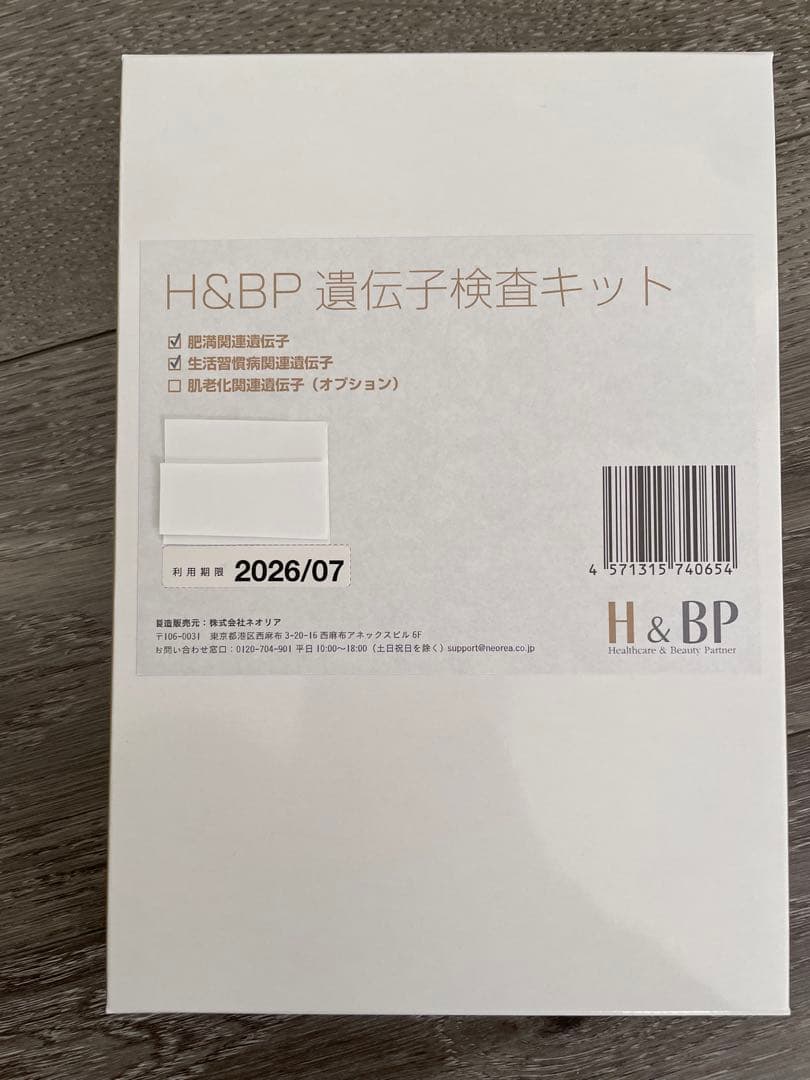 H&BP 遺伝子検査キット
☑ 肥満関連遺伝子
☑ 生活習慣病関連遺伝子
☐ 肌老化関連遺伝子（オプション）
利用期限 2026/07
4 571315 740654
製造販売元：株式会社ネオリア
〒106-0031 東京都港区西麻布 3-20-16 西麻布アネックスビル 6F
お問い合わせ窓口：0120-704-901 平日 10:00〜18:00（土日祝日を除く）support@neorea.co.jp
H & BP
Healthcare & Beauty Partner